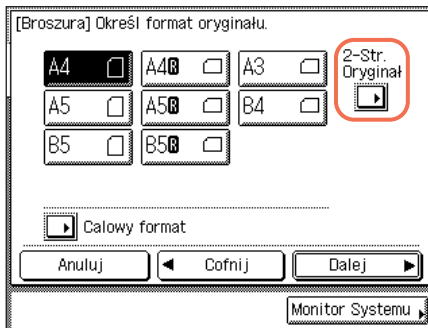 [Broszura] Określ format oryginału.
2-Str.
Oryginał
A4 A4R A3
A5 A5R B4
B5 B5R
Calowy format
Anuluj ◀ Cofnij Dalej ▶
Monitor Systemu